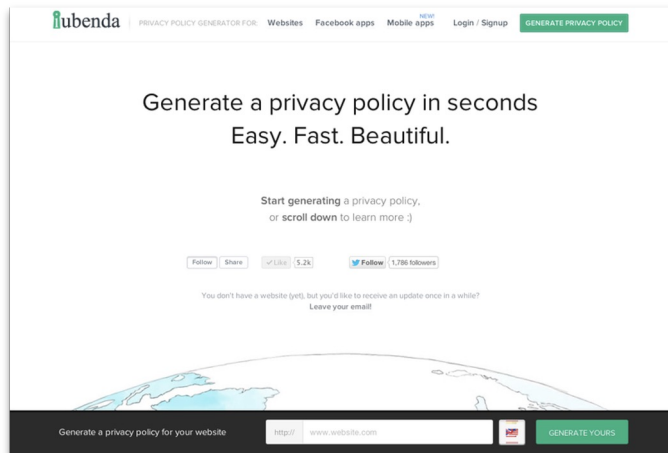 iubenda
PRIVACY POLICY GENERATOR FOR: Websites Facebook apps Mobile apps NEW! Login / Signup GENERATE PRIVACY POLICY
Generate a privacy policy in seconds
Easy. Fast. Beautiful.
Start generating a privacy policy,
or scroll down to learn more :)
Follow Share Like 5.2k Follow 1,786 followers
You don't have a website (yet), but you'd like to receive an update once in a while?
Leave your email!
Generate a privacy policy for your website http:// www.website.com GENERATE YOURS